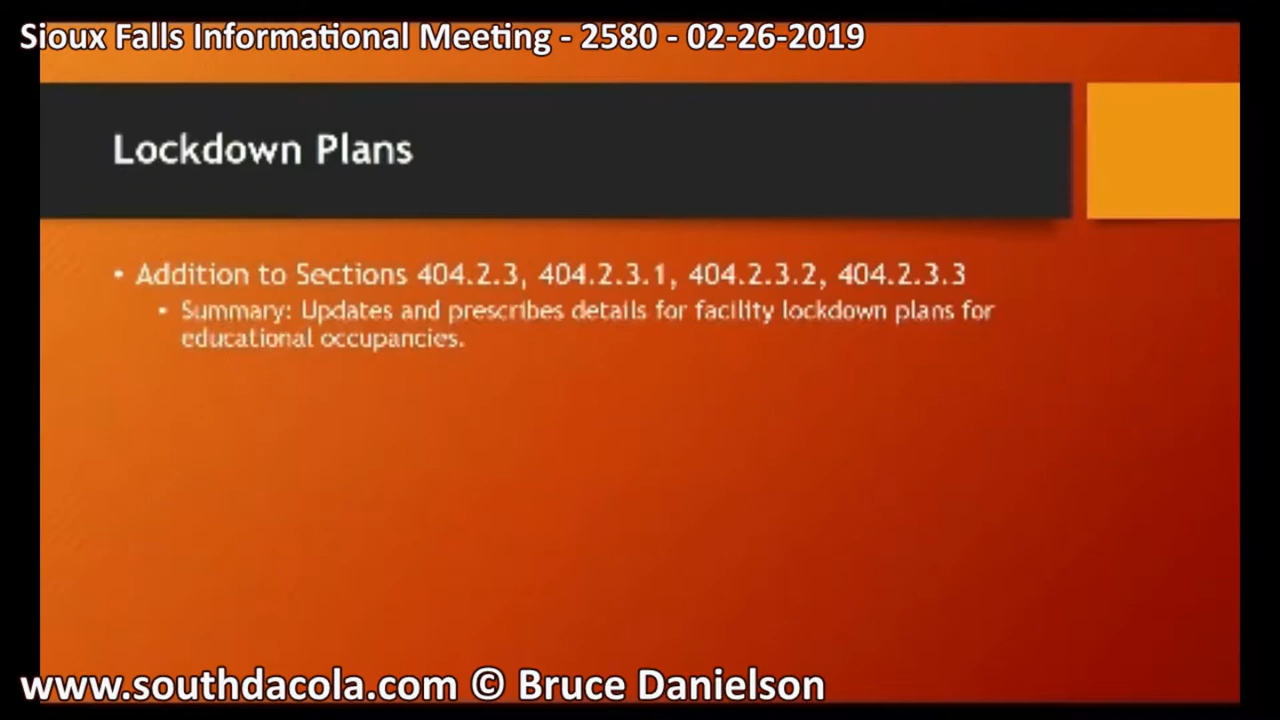 Sioux Falls Informational Meeting - 2580 - 02-26-2019
Lockdown Plans
• Addition to Sections 404.2.3, 404.2.3.1, 404.2.3.2, 404.2.3.3
• Summary: Updates and prescribes details for facility lockdown plans for
educational occupancies.
www.southdacola.com © Bruce Danielson